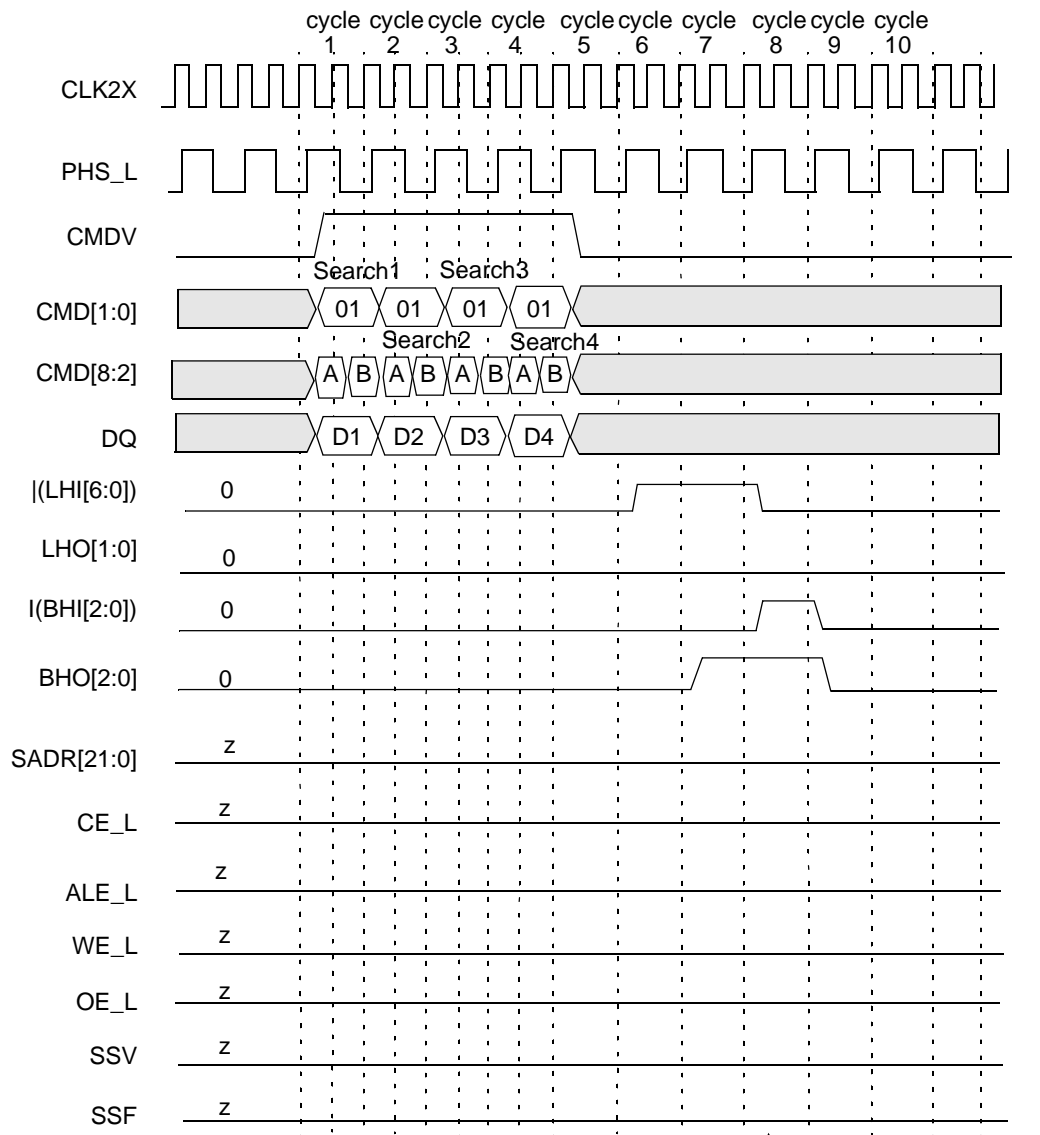 cycle cycle cycle cycle cycle cycle cycle cycle cycle cycle
1 2 3 4 5 6 7 8 9 10
CLK2X
PHS_L
CMDV
Search1 Search3
CMD[1:0] 01 01 01 01
Search2 Search4
CMD[8:2] A B A B A B A B
DQ D1 D2 D3 D4
|(LHI[6:0]) 0
LHO[1:0] 0
I(BHI[2:0]) 0
BHO[2:0] 0
SADR[21:0] z
CE_L z
ALE_L z
WE_L z
OE_L z
SSV z
SSF z